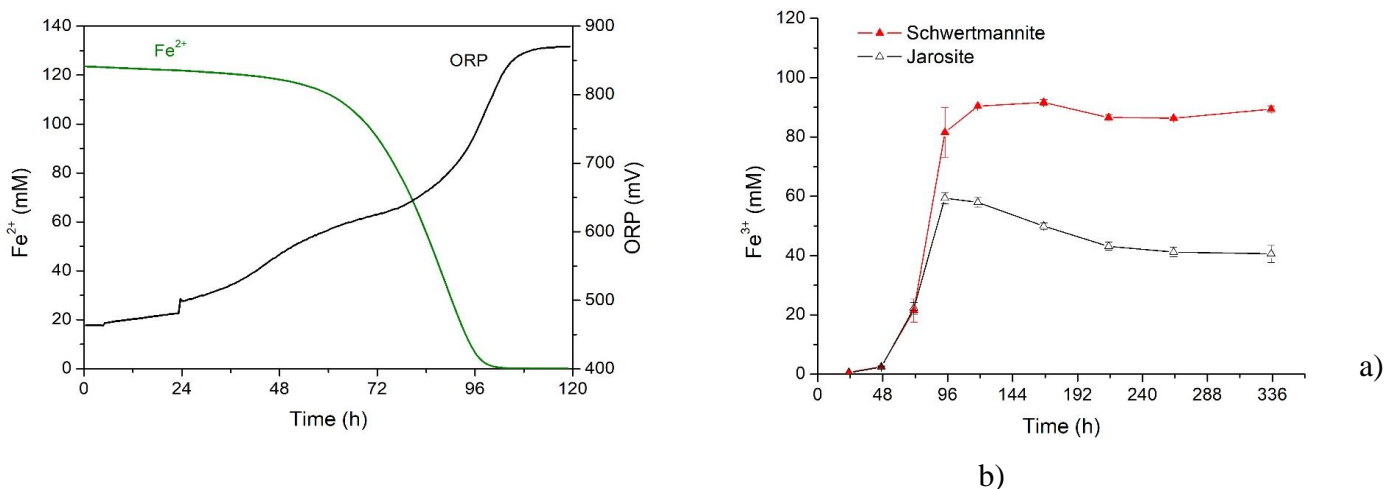 140
120
100
80
60
40
20
0
Fe2+ (mM)
Fe2+
ORP
900
800
700
600
500
400
ORP (mV)
0 24 48 72 96 120
Time (h)
120
100
80
60
40
20
0
Fe3+ (mM)
Schwertmannite
Jarosite
0 48 96 144 192 240 288 336
Time (h)
a)
b)